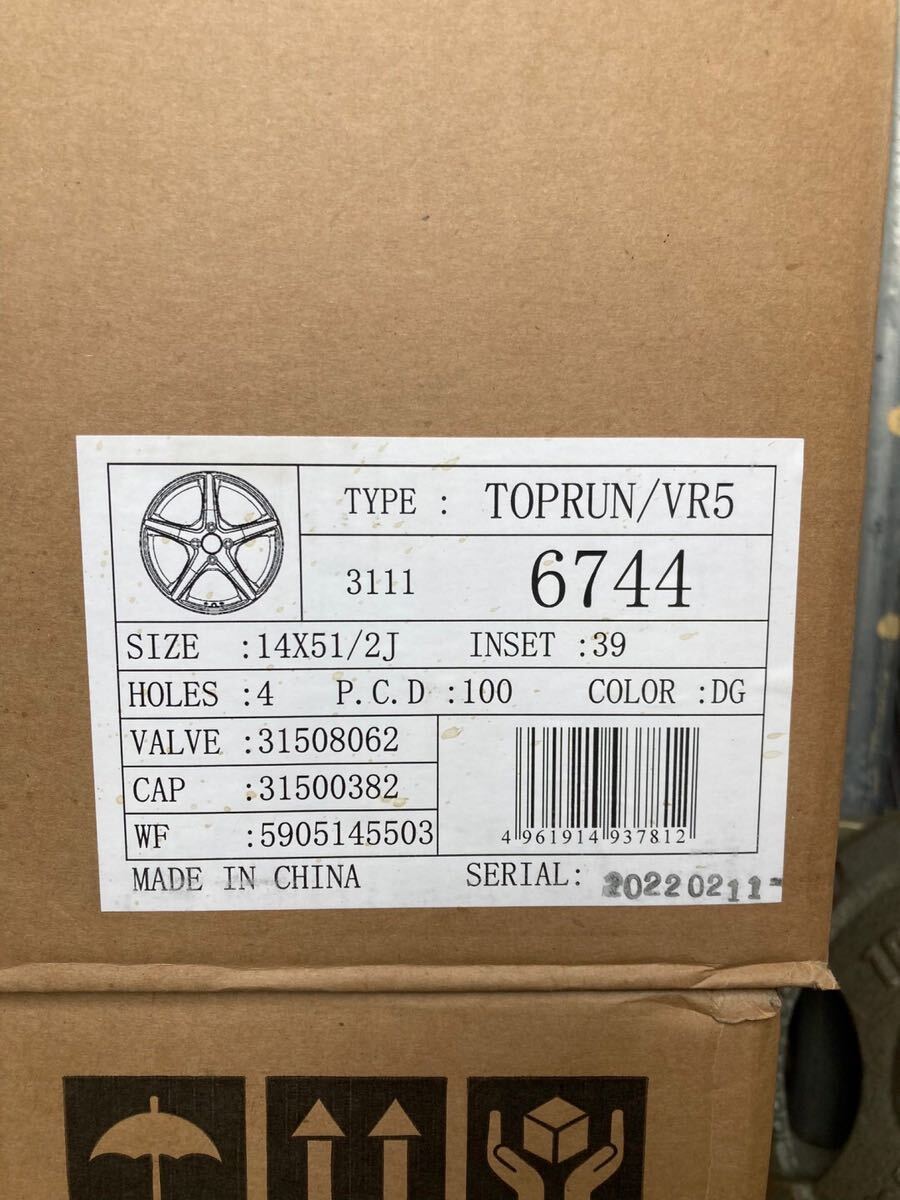 TYPE : TOPRUN/VR5
3111 6744
SIZE :14X51/2J INSET :39
HOLES :4 P.C.D :100 COLOR :DG
VALVE :31508062
CAP :31500382
WF :5905145503
4 961914 937812
MADE IN CHINA SERIAL: 20220211-